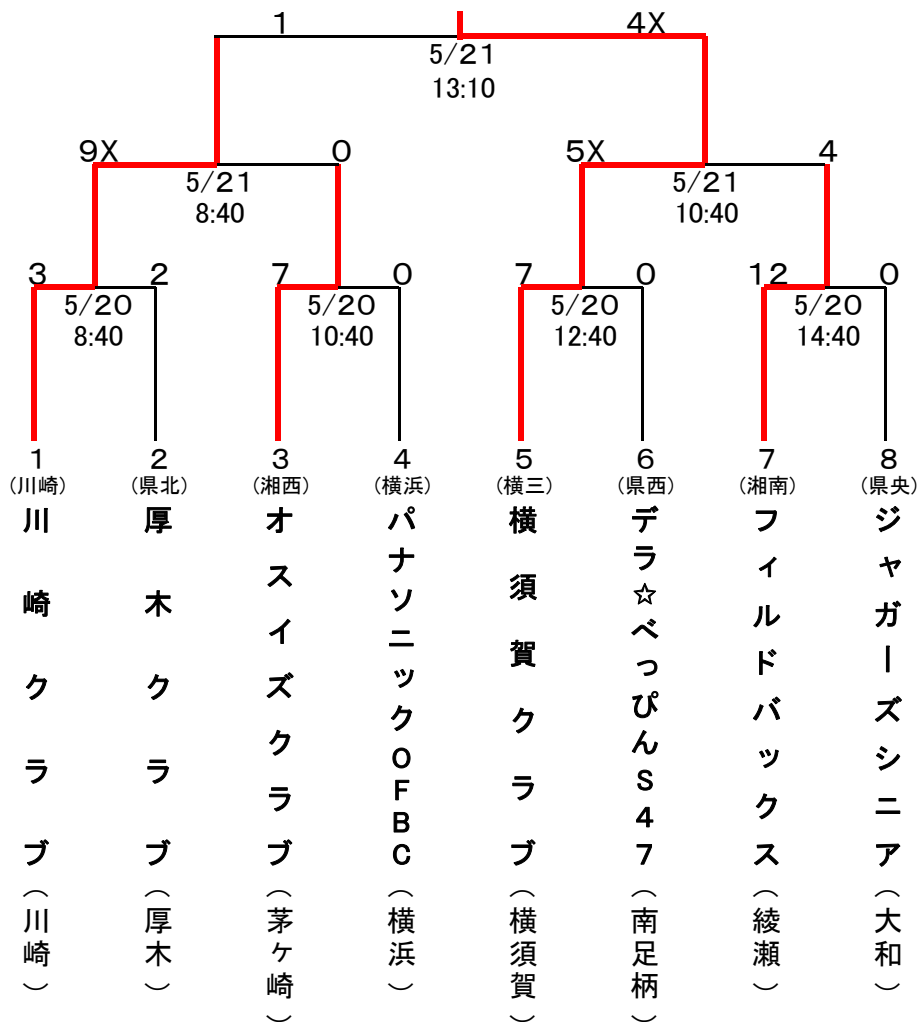 1 4X
5/21
13:10
9X 0 5X 4
5/21 5/21
8:40 10:40
3 2 7 0 7 0 12 0
5/20 5/20 5/20 5/20
8:40 10:40 12:40 14:40
1 2 3 4 5 6 7 8
(川崎) (県北) (湘西) (横浜) (横三) (県西) (湘南) (県央)
川崎クラブ（川崎）
厚木クラブ（厚木）
オスイズクラブ（茅ヶ崎）
パナソニックOFBC（横浜）
横須賀クラブ（横須賀）
デラ☆べっぴんS47（南足柄）
フィルドバックス（綾瀬）
ジャガーズシニア（大和）